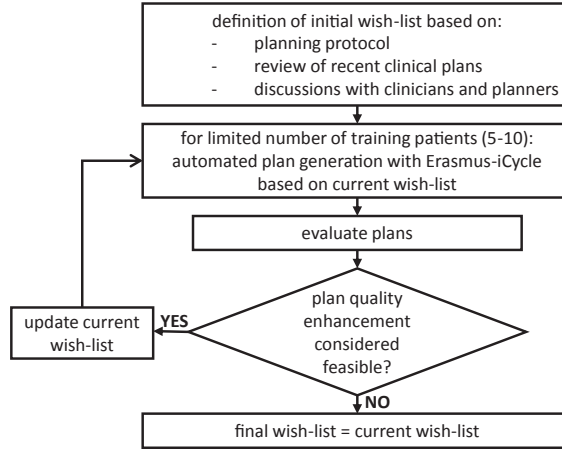 definition of initial wish-list based on:
- planning protocol
- review of recent clinical plans
- discussions with clinicians and planners
for limited number of training patients (5-10):
automated plan generation with Erasmus-iCycle
based on current wish-list
evaluate plans
plan quality
enhancement
considered
feasible?
YES
update current
wish-list
NO
final wish-list = current wish-list